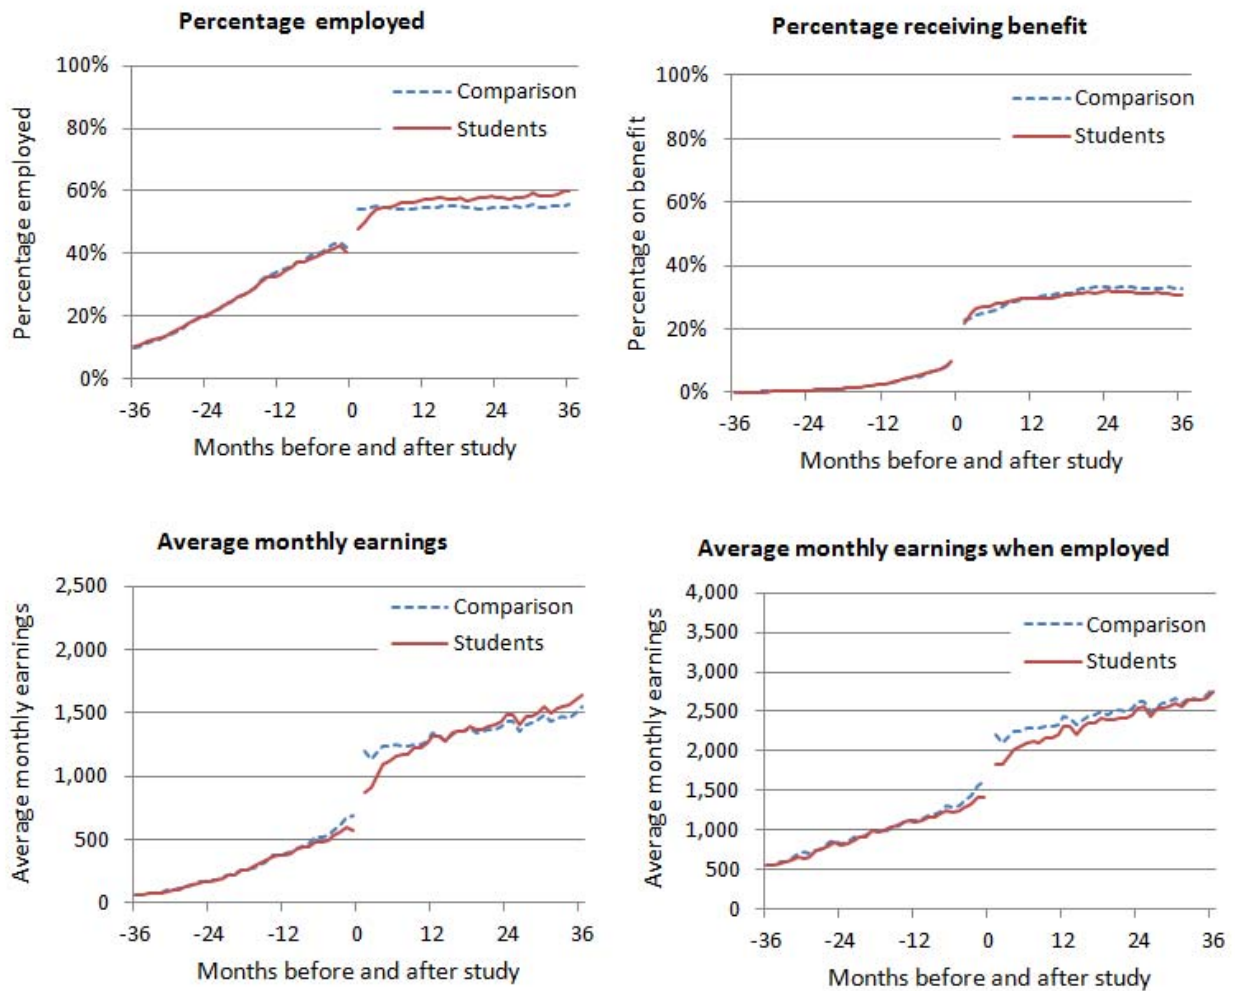 Percentage employed
Percentage employed
100%
80%
60%
40%
20%
0%
Comparison
Students
-36 -24 -12 0 12 24 36
Months before and after study
Percentage receiving benefit
Percentage on benefit
100%
80%
60%
40%
20%
0%
Comparison
Students
-36 -24 -12 0 12 24 36
Months before and after study
Average monthly earnings
Average monthly earnings
2,500
2,000
1,500
1,000
500
0
Comparison
Students
-36 -24 -12 0 12 24 36
Months before and after study
Average monthly earnings when employed
Average monthly earnings
4,000
3,500
3,000
2,500
2,000
1,500
1,000
500
0
Comparison
Students
-36 -24 -12 0 12 24 36
Months before and after study